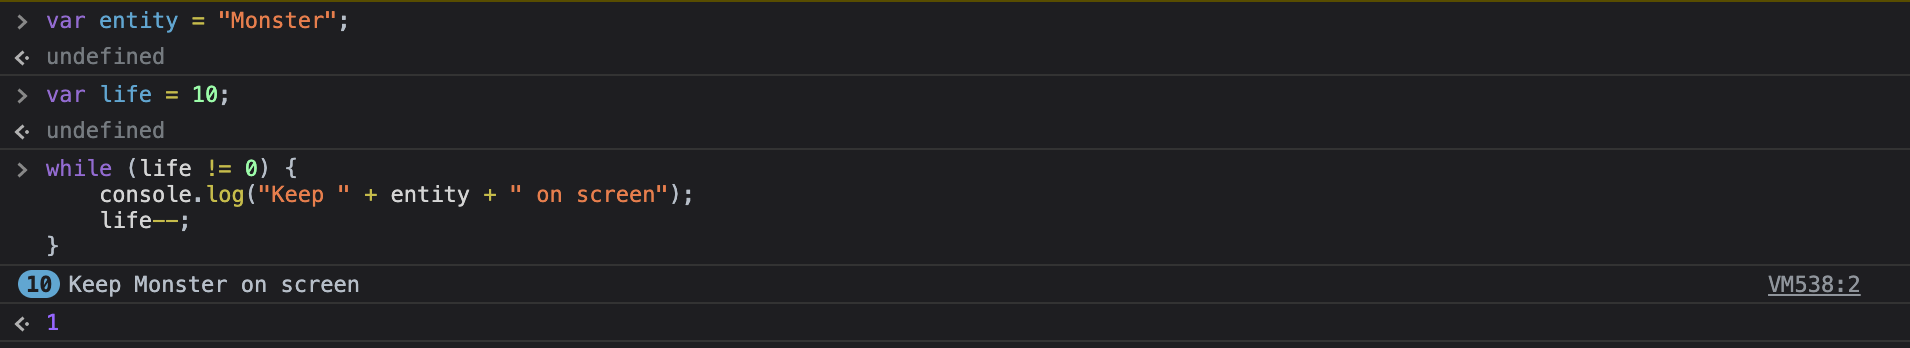 > var entity = "Monster";
undefined
> var life = 10;
undefined
> while (life != 0) {
console.log("Keep " + entity + " on screen");
life--;
}
10 Keep Monster on screen VM538:2
1